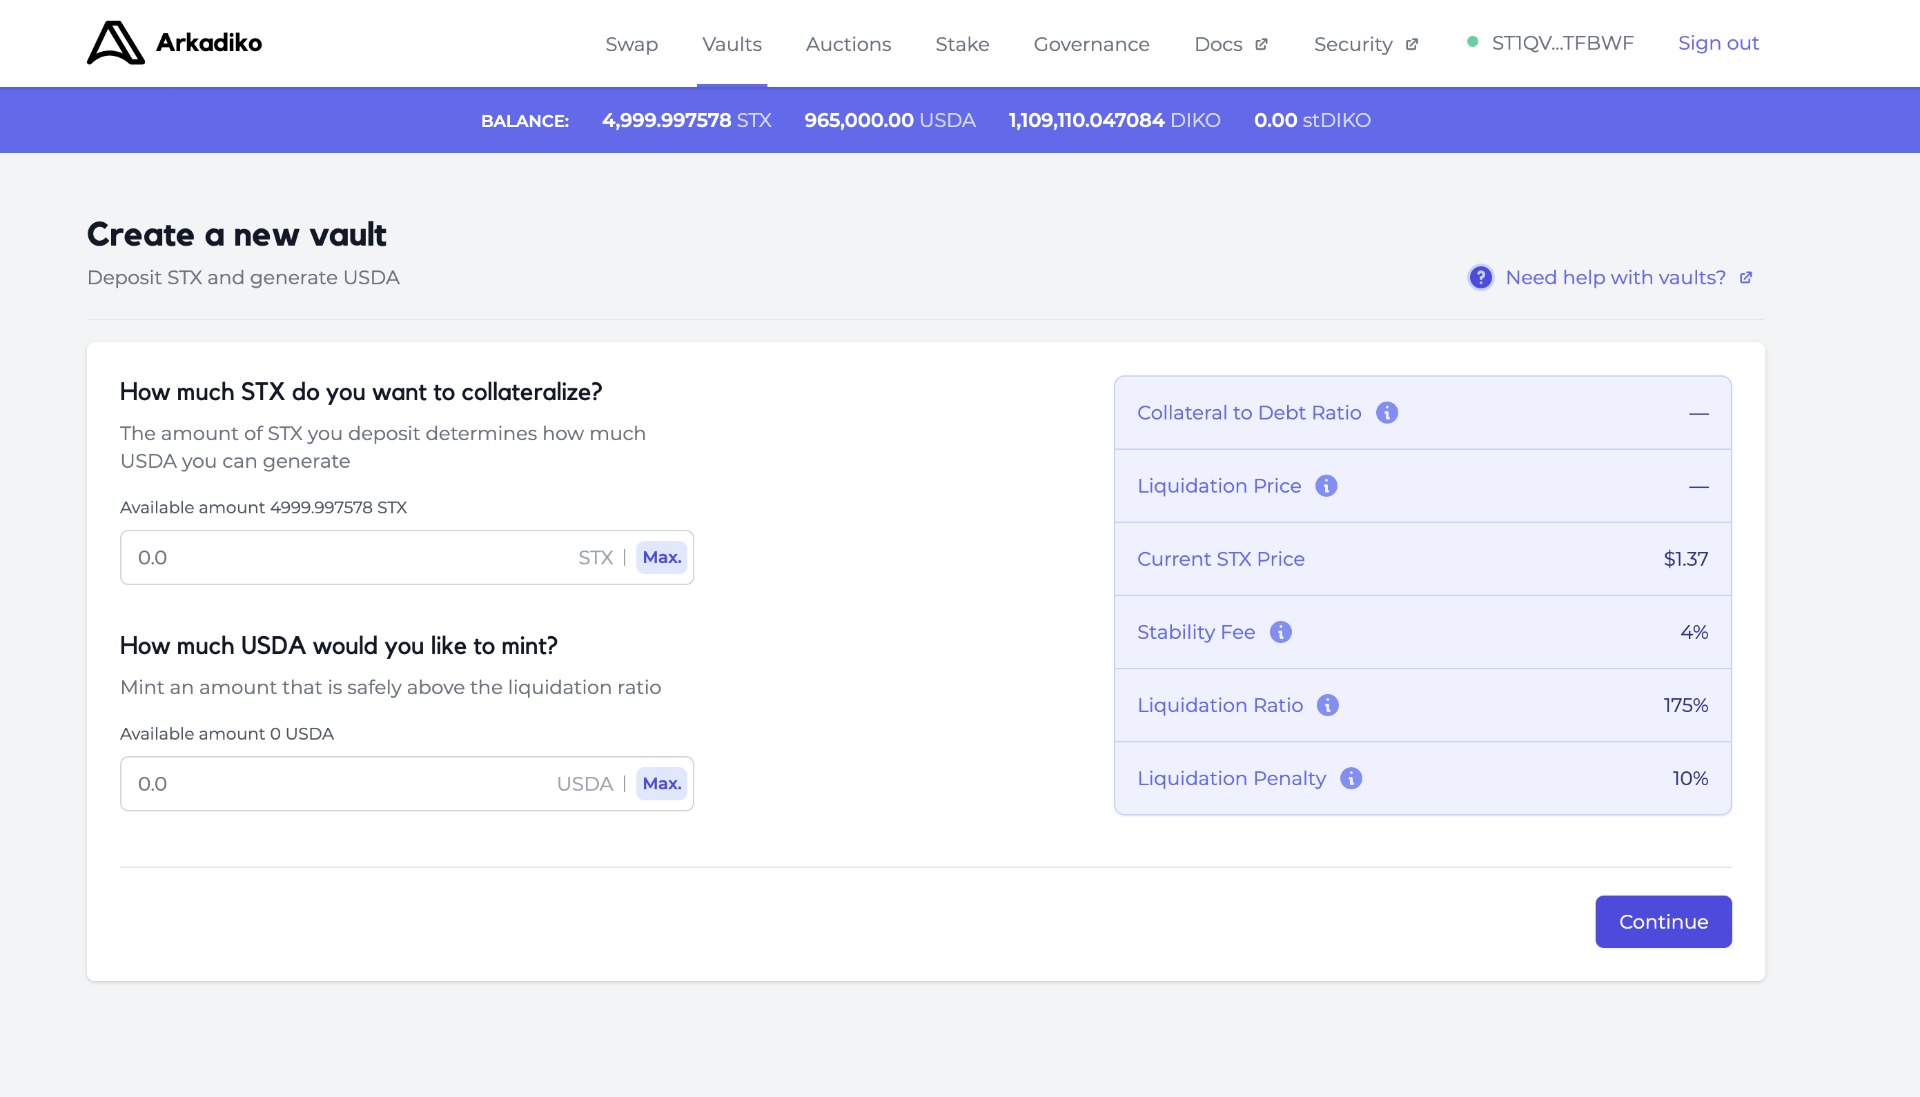 Arkadiko
Swap Vaults Auctions Stake Governance Docs Security ST1QV...TFBWF Sign out
BALANCE: 4,999.997578 STX 965,000.00 USDA 1,109,110.047084 DIKO 0.00 stDIKO
Create a new vault
Deposit STX and generate USDA
? Need help with vaults?
How much STX do you want to collateralize?
The amount of STX you deposit determines how much
USDA you can generate
Available amount 4999.997578 STX
0.0 STX | Max.
How much USDA would you like to mint?
Mint an amount that is safely above the liquidation ratio
Available amount 0 USDA
0.0 USDA | Max.
Collateral to Debt Ratio i —
Liquidation Price i —
Current STX Price $1.37
Stability Fee i 4%
Liquidation Ratio i 175%
Liquidation Penalty i 10%
Continue